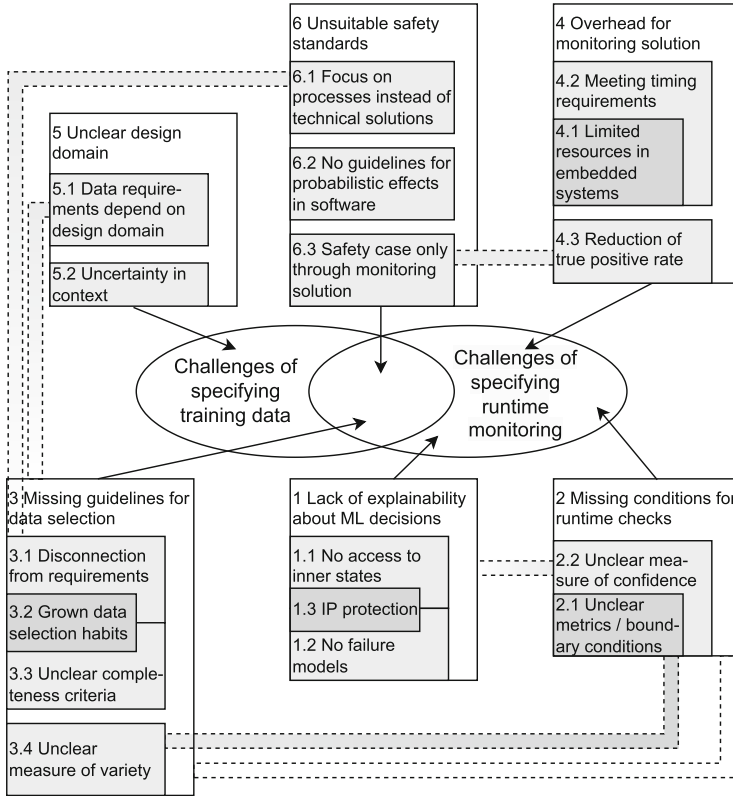 6 Unsuitable safety
standards
6.1 Focus on
processes instead of
technical solutions
6.2 No guidelines for
probabilistic effects
in software
6.3 Safety case only
through monitoring
solution
4 Overhead for
monitoring solution
4.2 Meeting timing
requirements
4.1 Limited
resources in
embedded
systems
4.3 Reduction of
true positive rate
5 Unclear design
domain
5.1 Data require-
ments depend on
design domain
5.2 Uncertainty in
context
Challenges of
specifying
training data
Challenges of
specifying
runtime
monitoring
3 Missing guidelines for
data selection
3.1 Disconnection
from requirements
3.2 Grown data
selection habits
3.3 Unclear comple-
teness criteria
3.4 Unclear
measure of variety
1 Lack of explainability
about ML decisions
1.1 No access to
inner states
1.3 IP protection
1.2 No failure
models
2 Missing conditions for
runtime checks
2.2 Unclear mea-
sure of confidence
2.1 Unclear
metrics / bound-
ary conditions